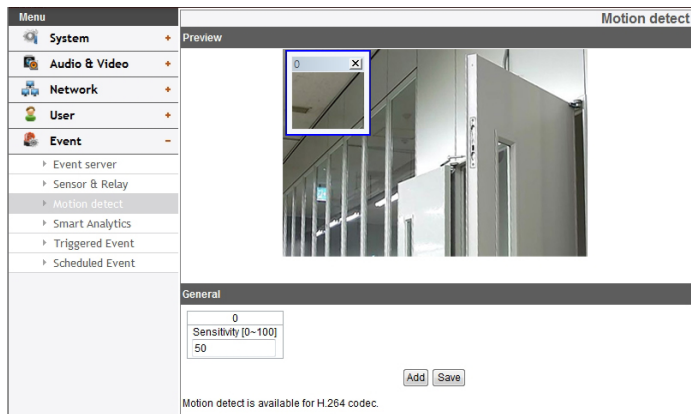 Menu
Motion detect
System +
Audio & Video +
Network +
User +
Event -
Event server
Sensor & Relay
Motion detect
Smart Analytics
Triggered Event
Scheduled Event
Preview
0 X
General
0
Sensitivity [0~100]
50
Add Save
Motion detect is available for H.264 codec.